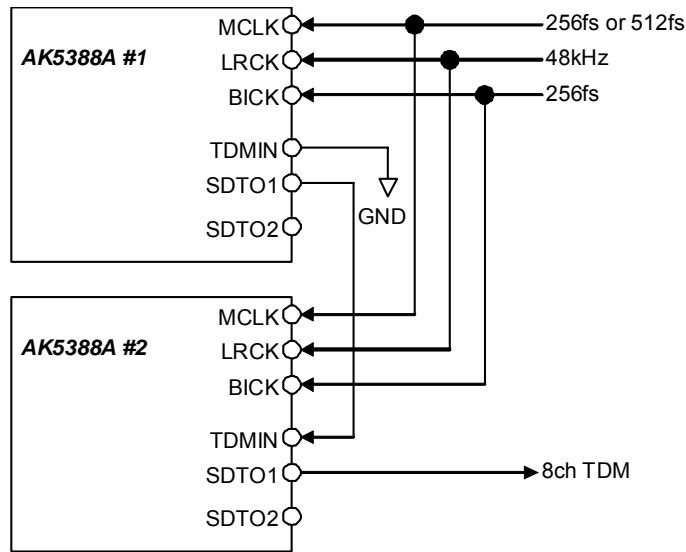 MCLK
256fs or 512fs
AK5388A #1
LRCK
48kHz
BICK
256fs
TDMIN
SDTO1
GND
SDTO2
MCLK
AK5388A #2
LRCK
BICK
TDMIN
SDTO1
8ch TDM
SDTO2